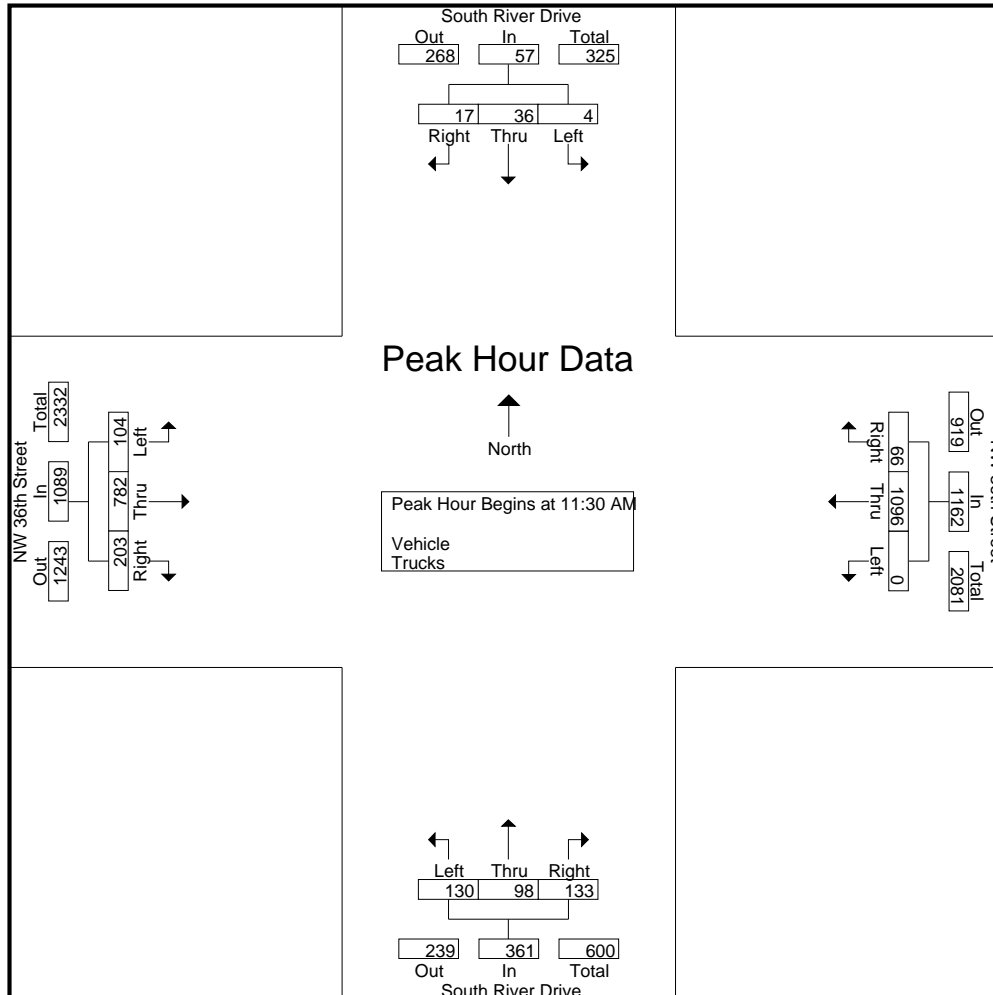 South River Drive
Out In Total
268 57 325
17 36 4
Right Thru Left
Peak Hour Data
North
Peak Hour Begins at 11:30 AM
Vehicle
Trucks
NW 36th Street
Out In Total
1243 1089 2332
203 782 104
Right Thru Left
Out In Total
919 1162 2081
66 1096 0
Right Thru Left
Left Thru Right
130 98 133
239 361 600
Out In Total
South River Drive